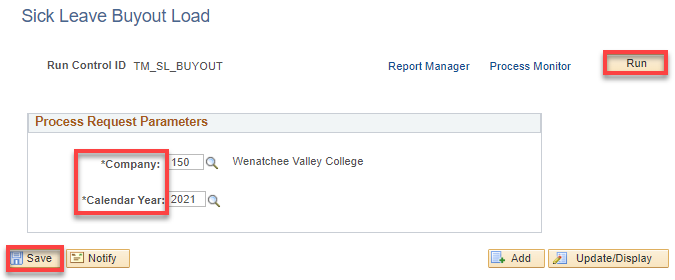 Sick Leave Buyout Load
Run Control ID TM_SL_BUYOUT Report Manager Process Monitor Run
Process Request Parameters
*Company: 150 Wenatchee Valley College
*Calendar Year: 2021
Save Notify Add Update/Display